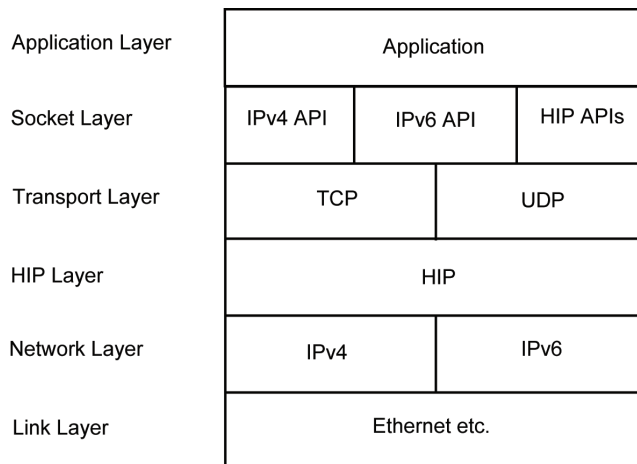 Application Layer
Application
Socket Layer
IPv4 API
IPv6 API
HIP APIs
Transport Layer
TCP
UDP
HIP Layer
HIP
Network Layer
IPv4
IPv6
Link Layer
Ethernet etc.